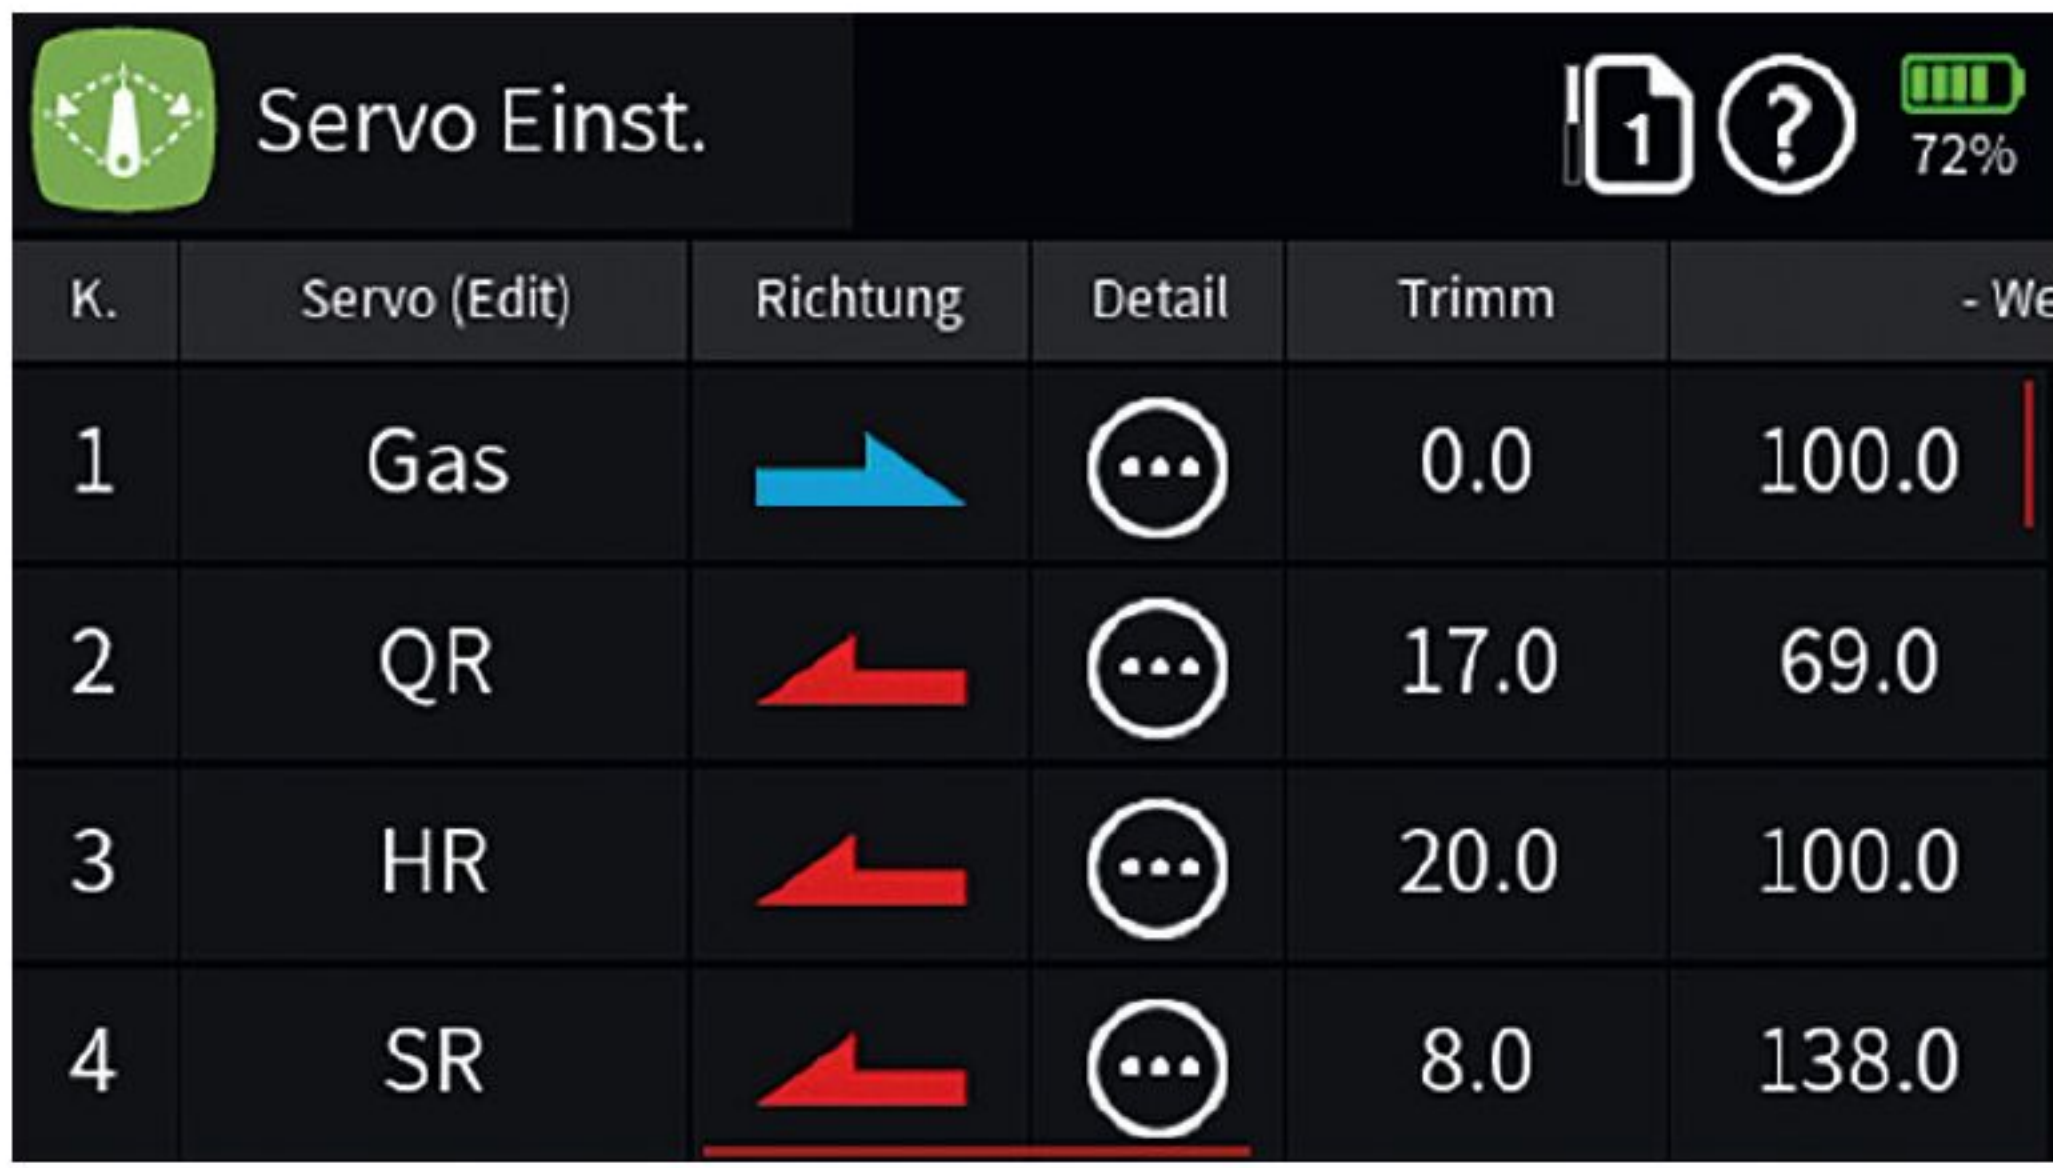 Servo Einst.
1
?
72%
K. Servo (Edit) Richtung Detail Trimm - We
1 Gas 0.0 100.0
2 QR 17.0 69.0
3 HR 20.0 100.0
4 SR 8.0 138.0